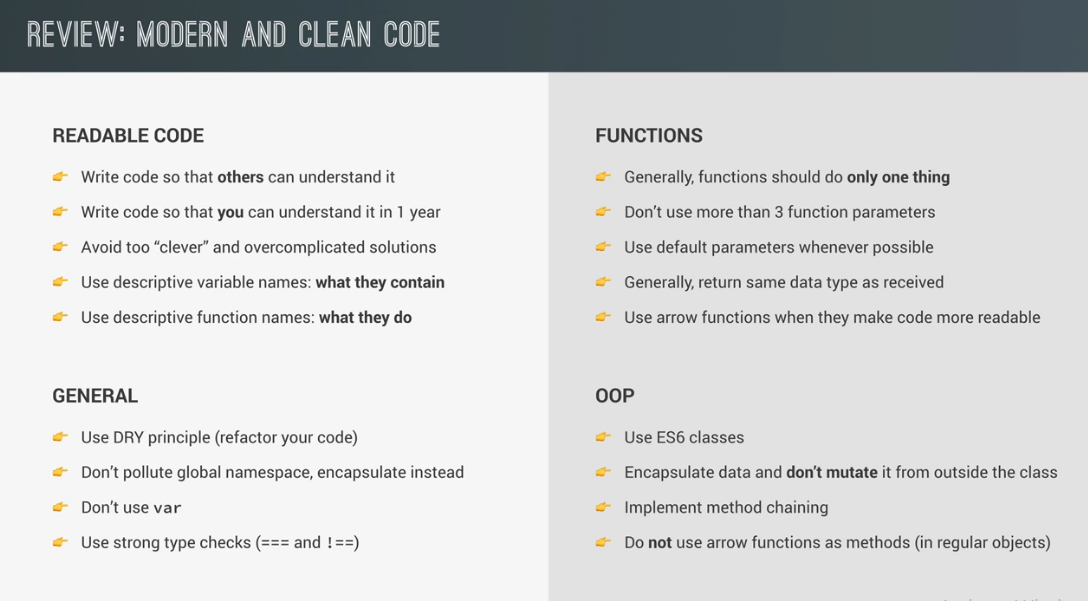 REVIEW: MODERN AND CLEAN CODE
READABLE CODE
Write code so that others can understand it
Write code so that you can understand it in 1 year
Avoid too “clever” and overcomplicated solutions
Use descriptive variable names: what they contain
Use descriptive function names: what they do
GENERAL
Use DRY principle (refactor your code)
Don’t pollute global namespace, encapsulate instead
Don’t use var
Use strong type checks (=== and !==)
FUNCTIONS
Generally, functions should do only one thing
Don’t use more than 3 function parameters
Use default parameters whenever possible
Generally, return same data type as received
Use arrow functions when they make code more readable
OOP
Use ES6 classes
Encapsulate data and don’t mutate it from outside the class
Implement method chaining
Do not use arrow functions as methods (in regular objects)